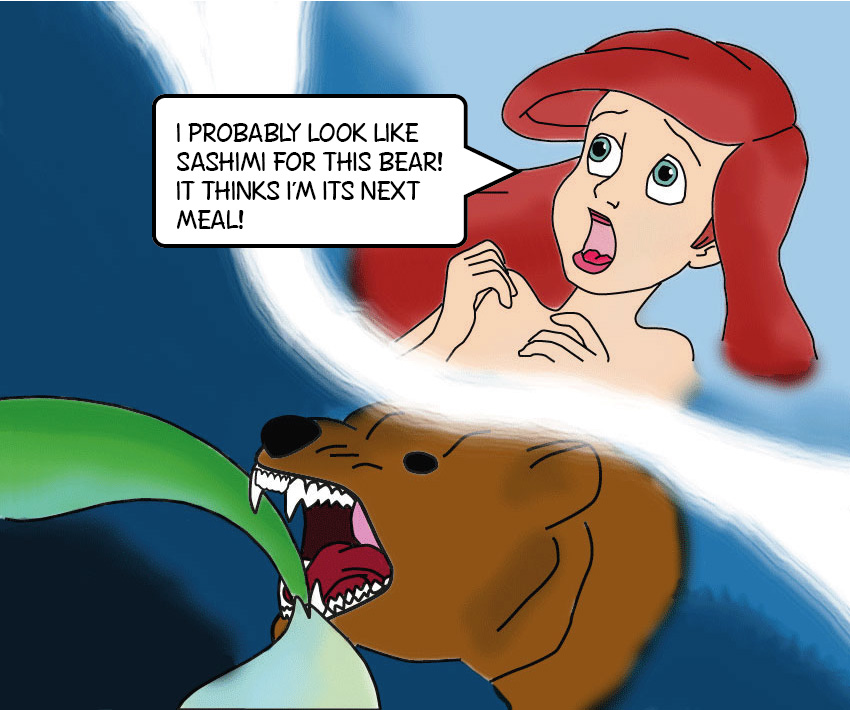 I PROBABLY LOOK LIKE
SASHIMI FOR THIS BEAR!
IT THINKS I'M ITS NEXT
MEAL!